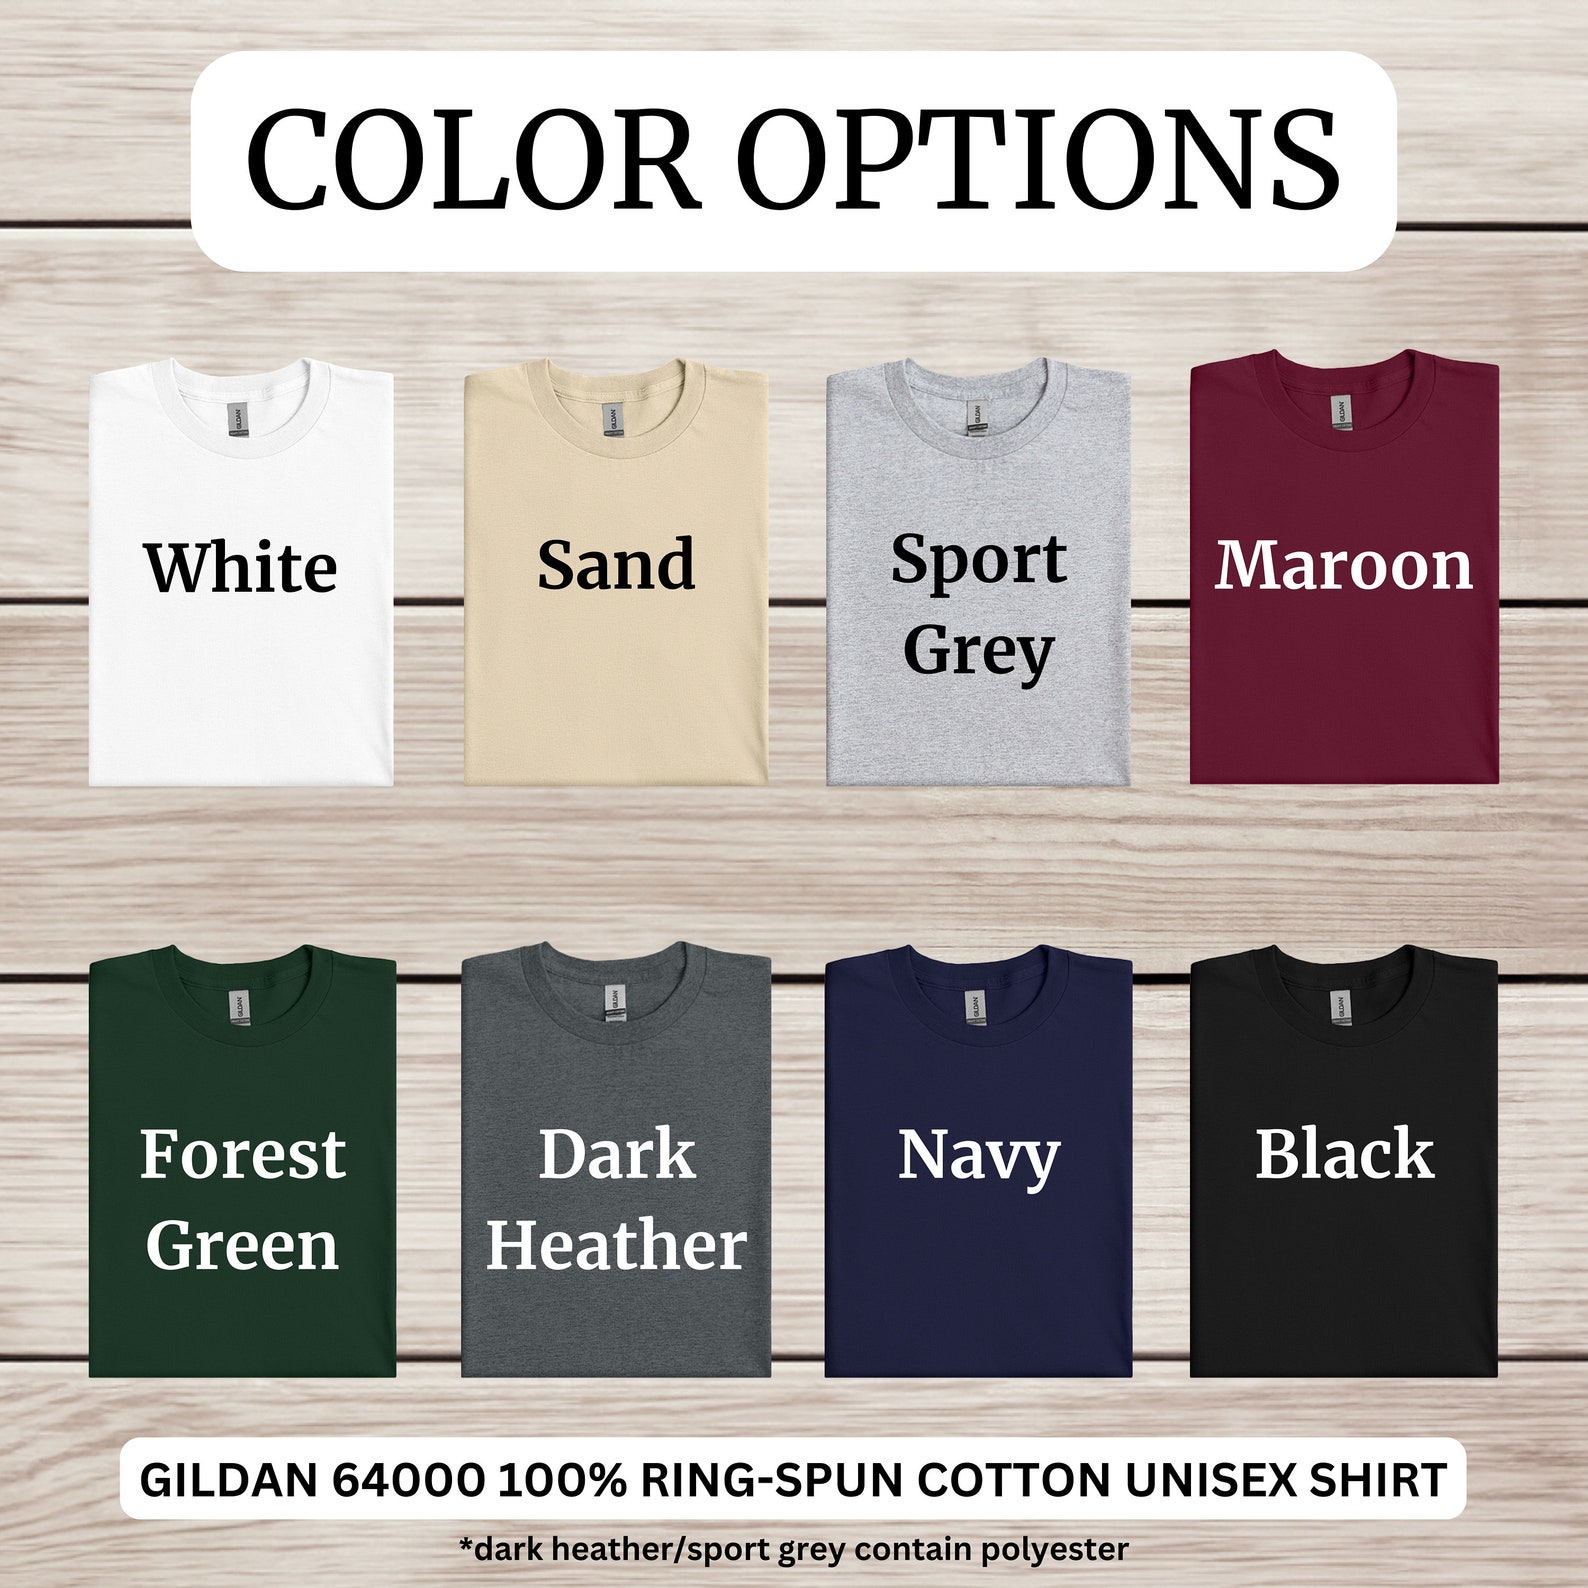 COLOR OPTIONS
GILDAN
GILDAN
GILDAN
GILDAN
White
Sand
Sport
Grey
Maroon
GILDAN
GILDAN
GILDAN
GILDAN
Forest
Green
Dark
Heather
Navy
Black
GILDAN 64000 100% RING-SPUN COTTON UNISEX SHIRT
*dark heather/sport grey contain polyester